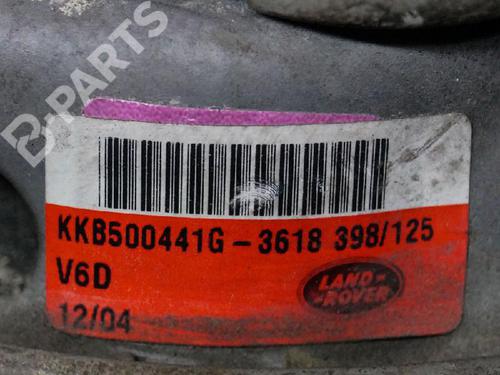 B-PARTS
KKB500441G-3618 398/125
V6D
LAND-
-ROVER
12/04